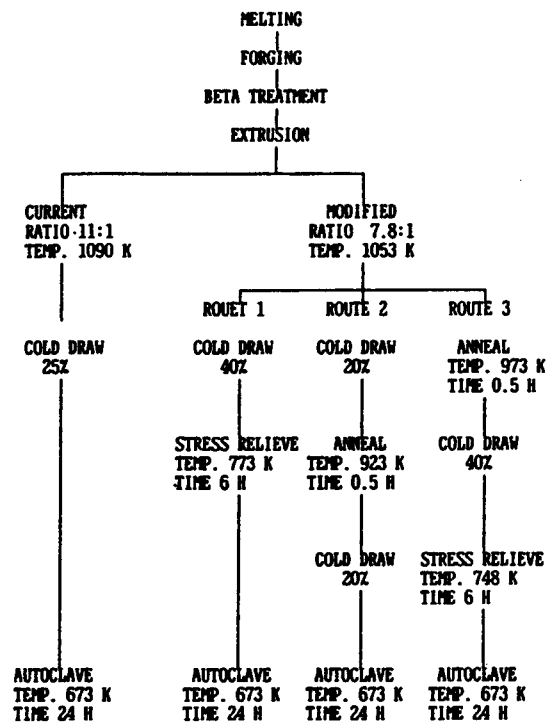 MELTING
FORGING
BETA TREATMENT
EXTRUSION
CURRENT
RATIO·11:1
TEMP. 1090 K
MODIFIED
RATIO 7.8:1
TEMP. 1053 K
ROUET 1
ROUTE 2
ROUTE 3
COLD DRAW
25%
COLD DRAW
40%
COLD DRAW
20%
ANNEAL
TEMP. 973 K
TIME 0.5 H
STRESS RELIEVE
TEMP. 773 K
TIME 6 H
ANNEAL
TEMP. 923 K
TIME 0.5 H
COLD DRAW
40%
COLD DRAW
20%
STRESS RELIEVE
TEMP. 748 K
TIME 6 H
AUTOCLAVE
TEMP. 673 K
TIME 24 H
AUTOCLAVE
TEMP. 673 K
TIME 24 H
AUTOCLAVE
TEMP. 673 K
TIME 24 H
AUTOCLAVE
TEMP. 673 K
TIME 24 H